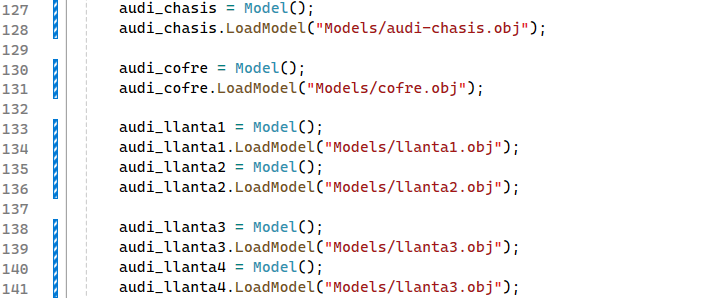 127 audi_chasis = Model();
128 audi_chasis.LoadModel("Models/audi-chasis.obj");
129
130 audi_cofre = Model();
131 audi_cofre.LoadModel("Models/cofre.obj");
132
133 audi_llanta1 = Model();
134 audi_llanta1.LoadModel("Models/llanta1.obj");
135 audi_llanta2 = Model();
136 audi_llanta2.LoadModel("Models/llanta2.obj");
137
138 audi_llanta3 = Model();
139 audi_llanta3.LoadModel("Models/llanta3.obj");
140 audi_llanta4 = Model();
141 audi_llanta4.LoadModel("Models/llanta3.obj");